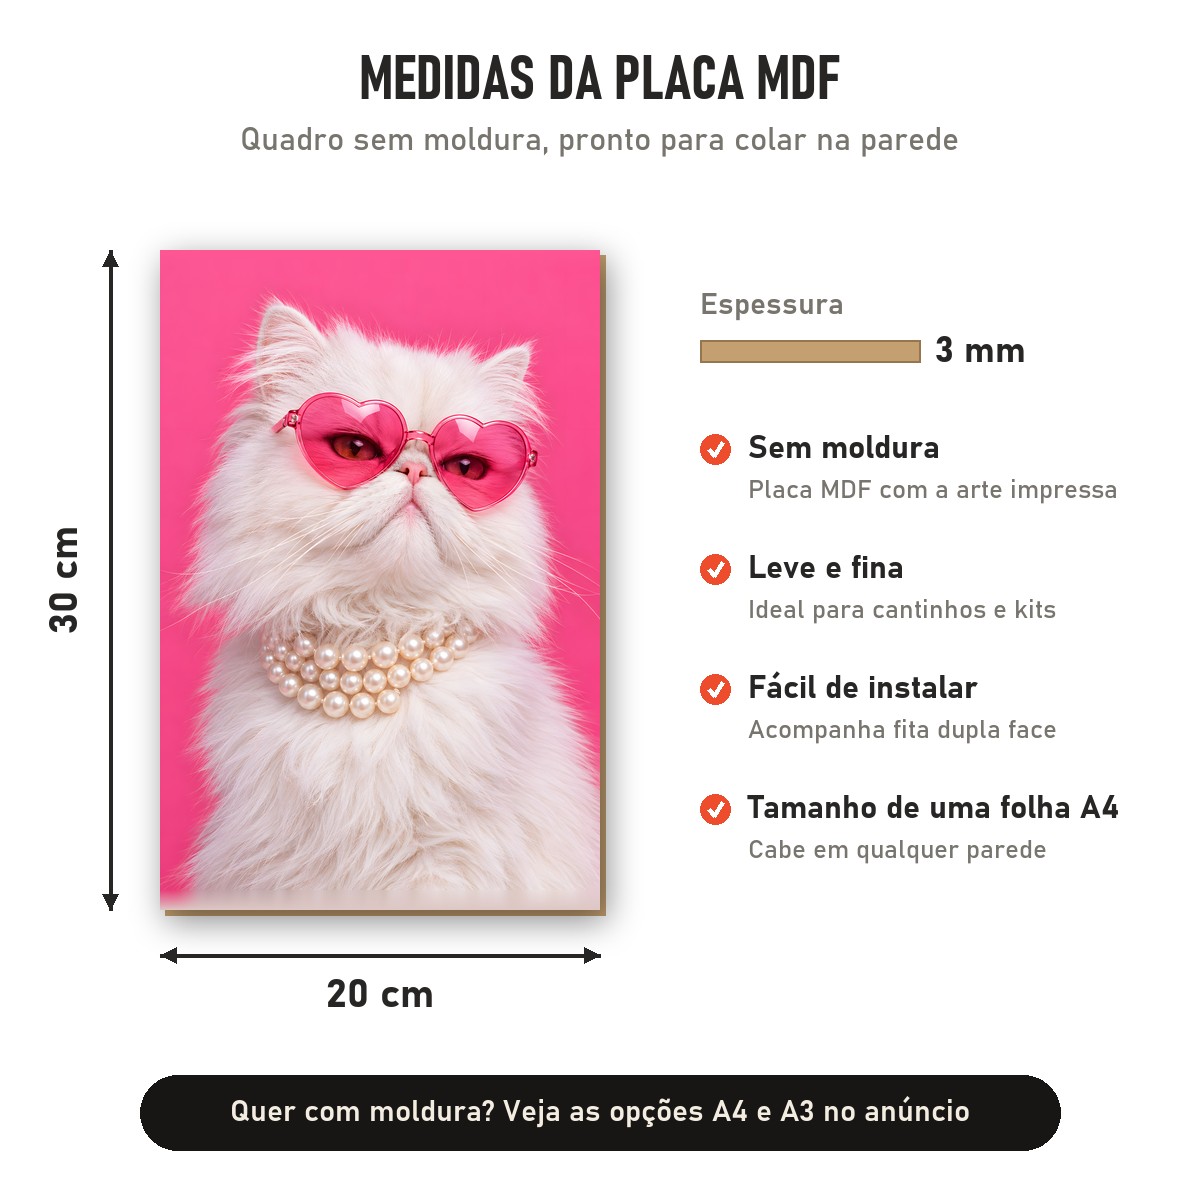 MEDIDAS DA PLACA MDF
Quadro sem moldura, pronto para colar na parede
Espessura
3 mm
Sem moldura
Placa MDF com a arte impressa
Leve e fina
Ideal para cantinhos e kits
Fácil de instalar
Acompanha fita dupla face
Tamanho de uma folha A4
Cabe em qualquer parede
30 cm
20 cm
Quer com moldura? Veja as opções A4 e A3 no anúncio